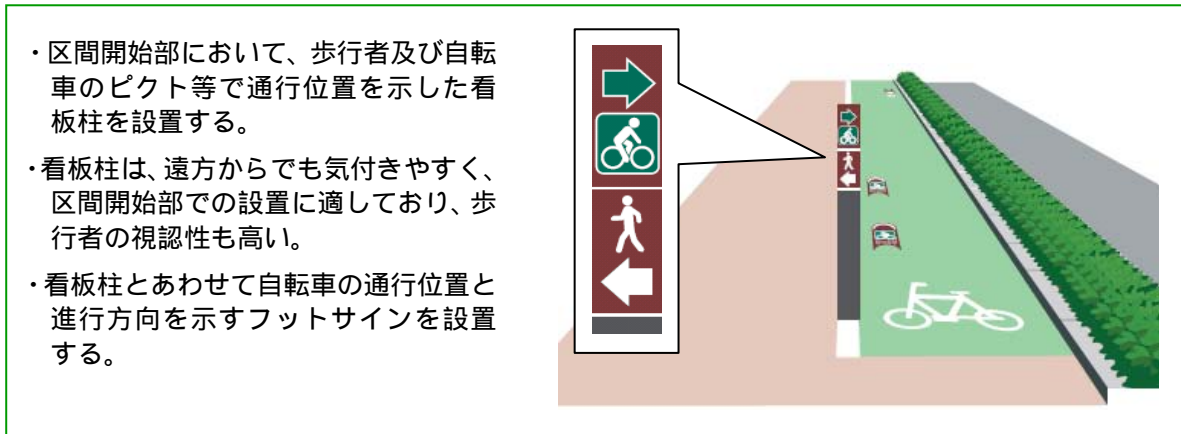 ・区間開始部において、歩行者及び自転
車のピクト等で通行位置を示した看
板柱を設置する。
・看板柱は、遠方からでも気付きやすく、
区間開始部での設置に適しており、歩
行者の視認性も高い。
・看板柱とあわせて自転車の通行位置と
進行方向を示すフットサインを設置
する。